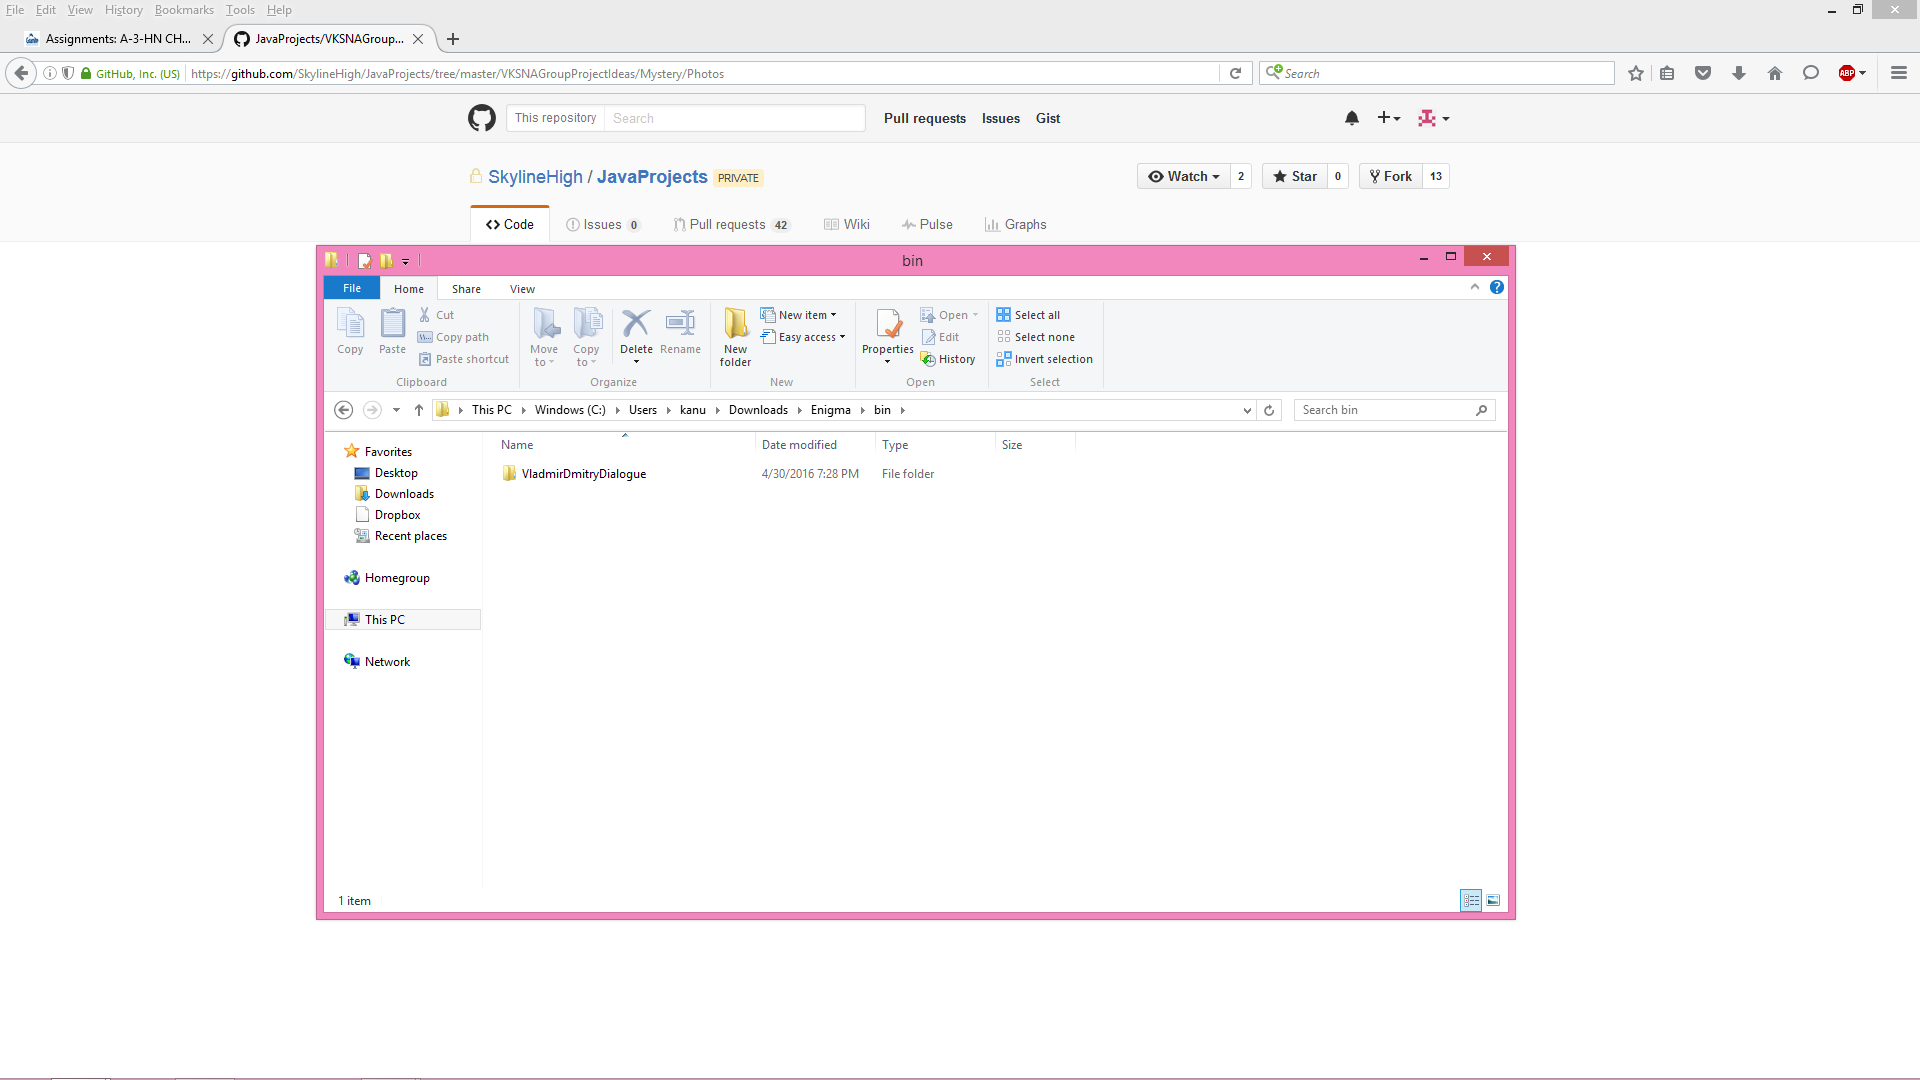 File Edit View History Bookmarks Tools Help
Assignments: A-3-HN CH...
JavaProjects/VKSNAGroup...
GitHub, Inc. (US)
https://github.com/SkylineHigh/JavaProjects/tree/master/VKSNAGroupProjectIdeas/Mystery/Photos
Search
ABP
This repository Search Pull requests Issues Gist
SkylineHigh / JavaProjects PRIVATE
Watch 2 Star 0 Fork 13
Code Issues 0 Pull requests 42 Wiki Pulse Graphs
bin
File Home Share View
Copy
Paste
Cut
Copy path
Paste shortcut
Clipboard
Move to
Copy to
Delete
Rename
Organize
New folder
New item
Easy access
New
Properties
Open
Edit
History
Open
Select all
Select none
Invert selection
Select
This PC Windows (C:) Users kanu Downloads Enigma bin
Search bin
Favorites
Desktop
Downloads
Dropbox
Recent places
Homegroup
This PC
Network
Name Date modified Type Size
VladmirDmitryDialogue 4/30/2016 7:28 PM File folder
1 item